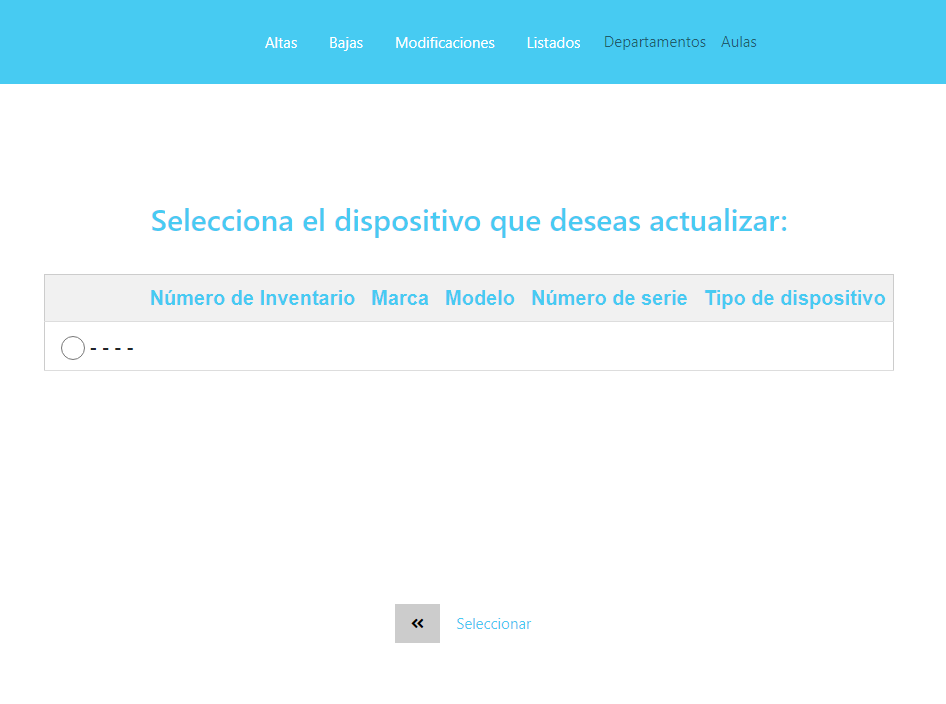 Altas Bajas Modificaciones Listados Departamentos Aulas
Selecciona el dispositivo que deseas actualizar:
Número de Inventario Marca Modelo Número de serie Tipo de dispositivo
- - - -
« Seleccionar